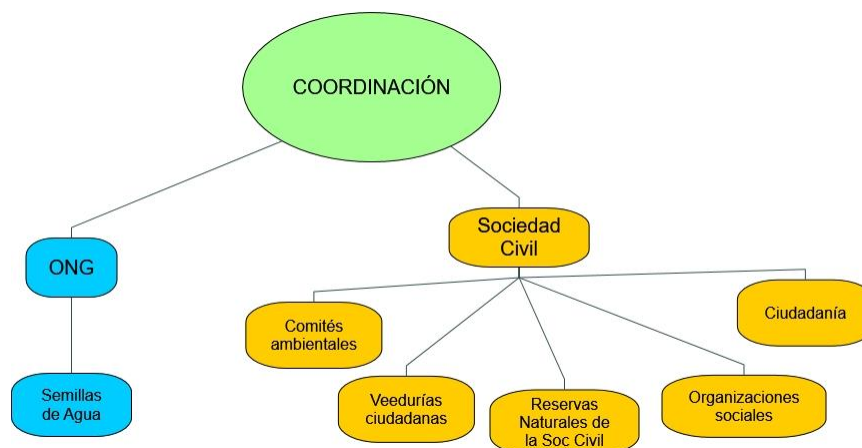 COORDINACIÓN
ONG
Semillas
de Agua
Sociedad
Civil
Comités
ambientales
Veedurías
ciudadanas
Reservas
Naturales de
la Soc Civil
Organizaciones
sociales
Ciudadanía